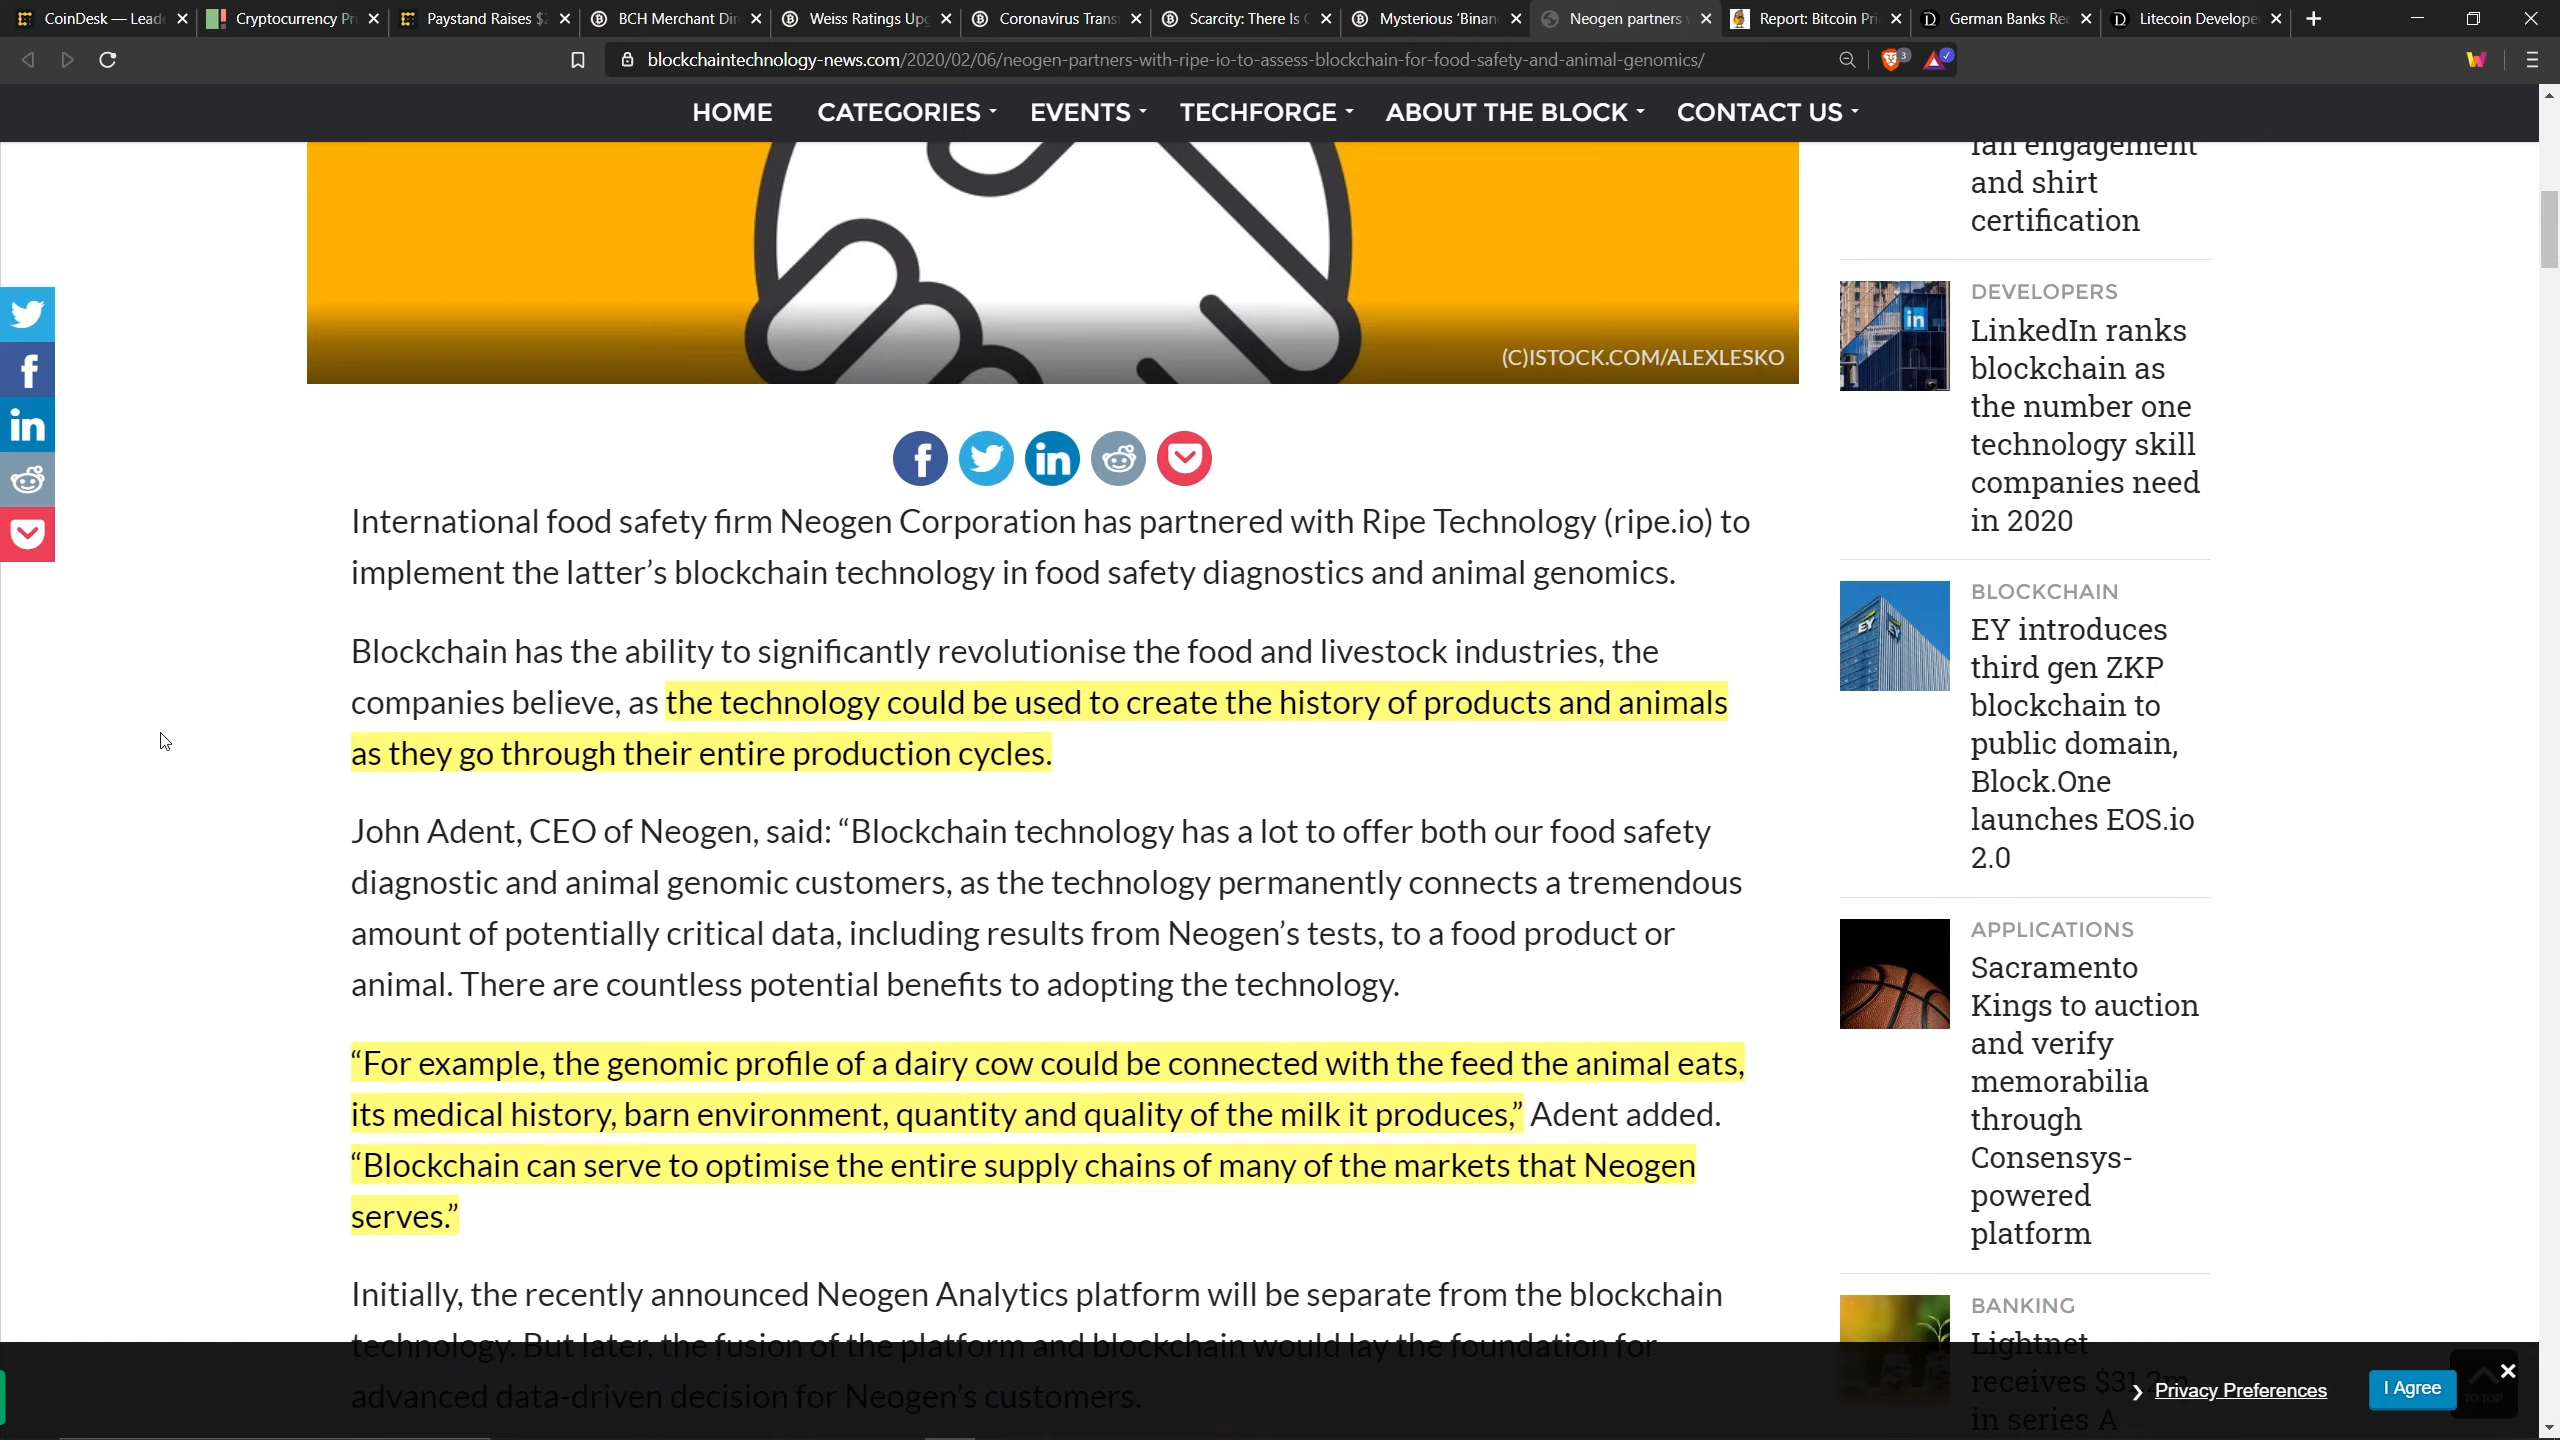 CoinDesk — Lead
Cryptocurrency Pri
Paystand Raises $
BCH Merchant Dir
Weiss Ratings Upg
Coronavirus Trans
Scarcity: There Is
Mysterious ‘Binan
Neogen partners
Report: Bitcoin Pri
German Banks Re
Litecoin Develope
blockchaintechnology-news.com/2020/02/06/neogen-partners-with-ripe-io-to-assess-blockchain-for-food-safety-and-animal-genomics/
3
HOME CATEGORIES EVENTS TECHFORGE ABOUT THE BLOCK CONTACT US
(C)ISTOCK.COM/ALEXLESKO
International food safety firm Neogen Corporation has partnered with Ripe Technology (ripe.io) to
implement the latter’s blockchain technology in food safety diagnostics and animal genomics.
Blockchain has the ability to significantly revolutionise the food and livestock industries, the
companies believe, as the technology could be used to create the history of products and animals
as they go through their entire production cycles.
John Adent, CEO of Neogen, said: “Blockchain technology has a lot to offer both our food safety
diagnostic and animal genomic customers, as the technology permanently connects a tremendous
amount of potentially critical data, including results from Neogen’s tests, to a food product or
animal. There are countless potential benefits to adopting the technology.
“For example, the genomic profile of a dairy cow could be connected with the feed the animal eats,
its medical history, barn environment, quantity and quality of the milk it produces,” Adent added.
“Blockchain can serve to optimise the entire supply chains of many of the markets that Neogen
serves.”
Initially, the recently announced Neogen Analytics platform will be separate from the blockchain
technology. But later, the fusion of the platform and blockchain would lay the foundation for
advanced data-driven decision for Neogen’s customers.
fan engagement
and shirt
certification
DEVELOPERS
LinkedIn ranks
blockchain as
the number one
technology skill
companies need
in 2020
BLOCKCHAIN
EY introduces
third gen ZKP
blockchain to
public domain,
Block.One
launches EOS.io
2.0
APPLICATIONS
Sacramento
Kings to auction
and verify
memorabilia
through
Consensys-
powered
platform
BANKING
Lightnet
receives $31.2m
in series A
Privacy Preferences
I Agree
TO TOP